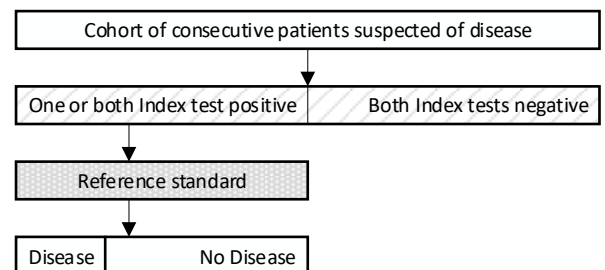 Cohort of consecutive patients suspected of disease
One or both Index test positive Both Index tests negative
Reference standard
Disease No Disease